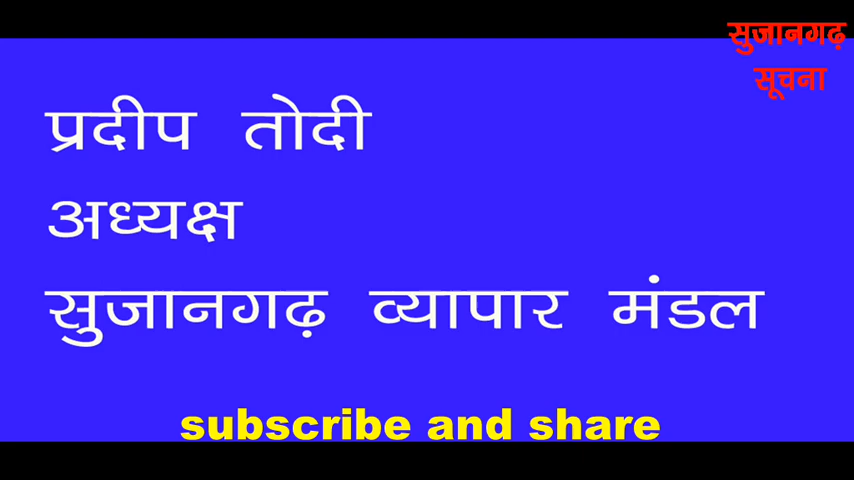 सुजानगढ़
सूचना
प्रदीप तोदी
अध्यक्ष
सुजानगढ़ व्यापार मंडल
subscribe and share